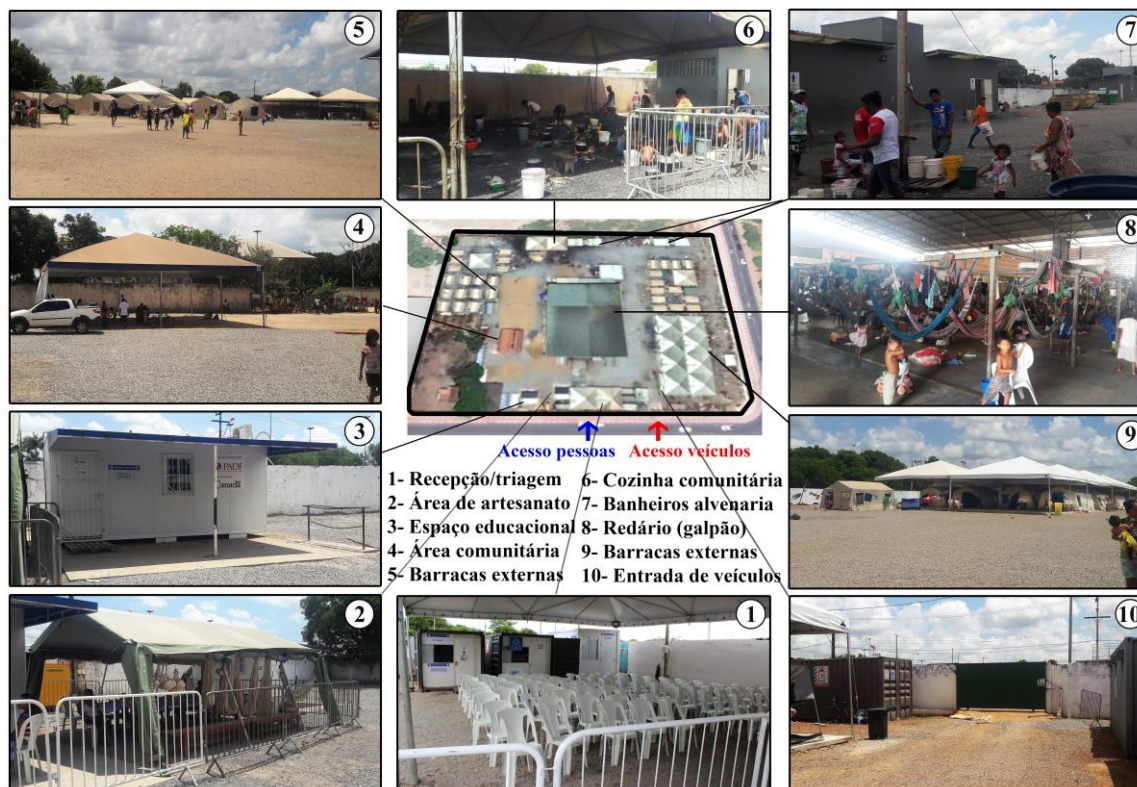 5
6
7
4
8
3
PADF
Canada
9
Acesso pessoas Acesso veículos
1- Recepção/triagem
2- Área de artesanato
3- Espaço educacional
4- Área comunitária
5- Barracas externas
6- Cozinha comunitária
7- Banheiros alvenaria
8- Redário (galpão)
9- Barracas externas
10- Entrada de veículos
2
1
10